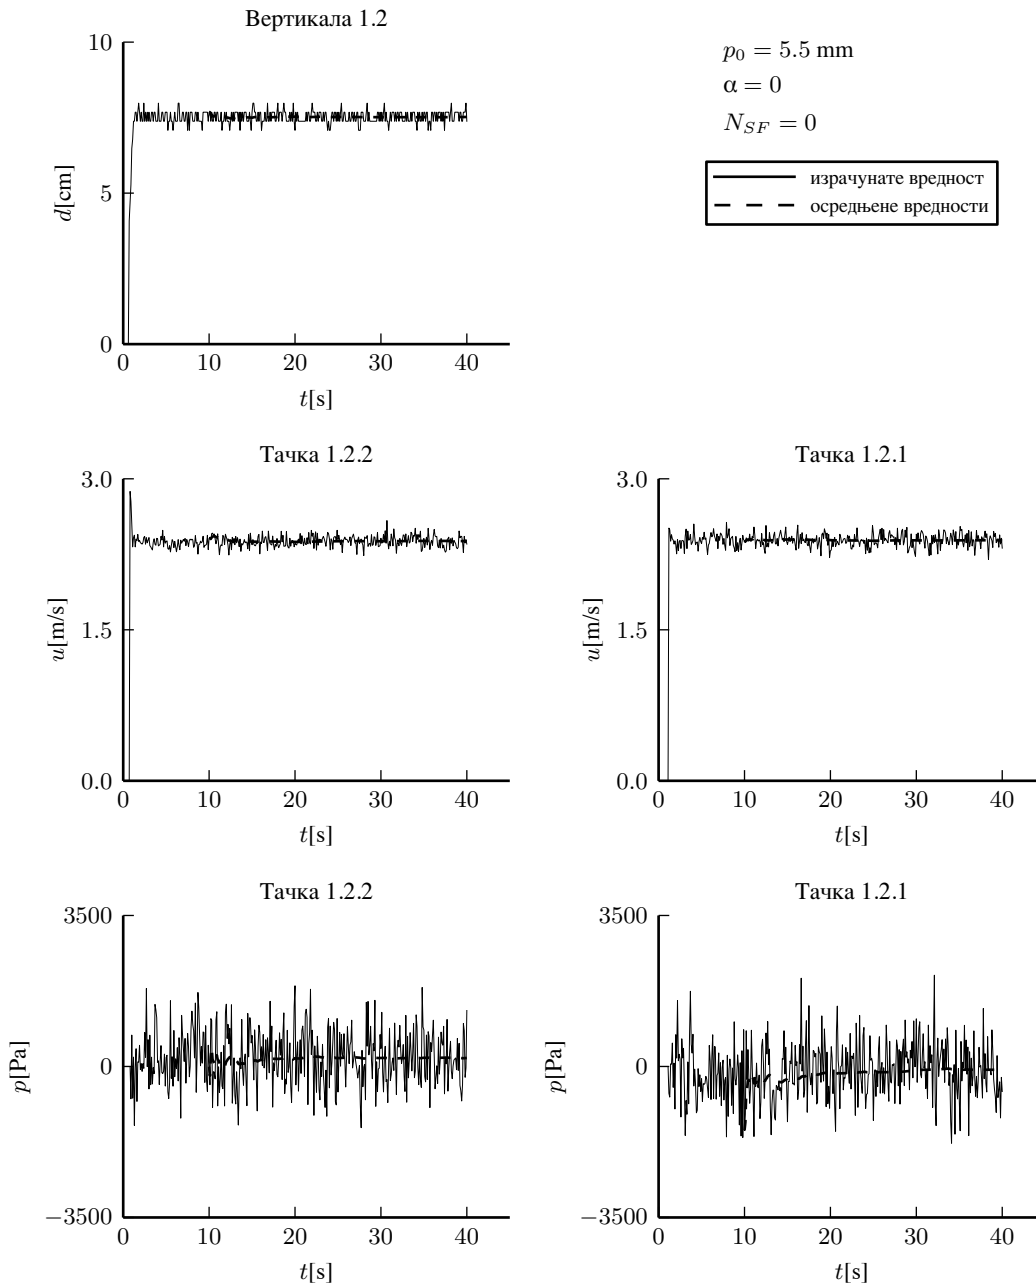 Вертикала 1.2
10
5
0
d[cm]
0 10 20 30 40
t[s]
p₀ = 5.5 mm
α = 0
N_SF = 0
израчунате вредност
осредњене вредности
Тачка 1.2.2
3.0
1.5
0.0
u[m/s]
0 10 20 30 40
t[s]
Тачка 1.2.1
3.0
1.5
0.0
u[m/s]
0 10 20 30 40
t[s]
Тачка 1.2.2
3500
0
−3500
p[Pa]
0 10 20 30 40
t[s]
Тачка 1.2.1
3500
0
−3500
p[Pa]
0 10 20 30 40
t[s]